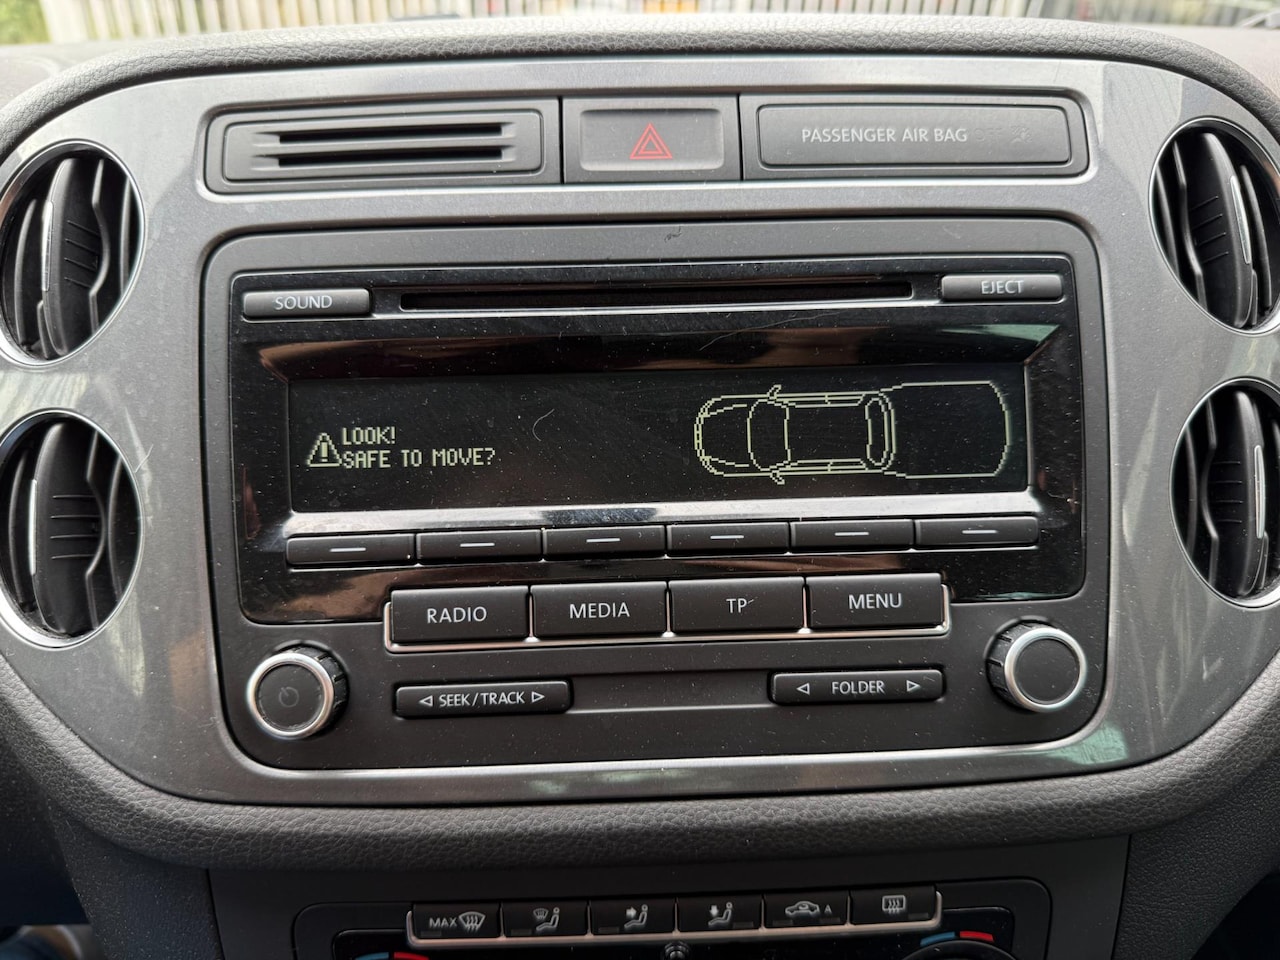 PASSENGER AIR BAG
SOUND
EJECT
LOOK!
SAFE TO MOVE?
RADIO
MEDIA
TP
MENU
SEEK/TRACK
FOLDER
MAX
A